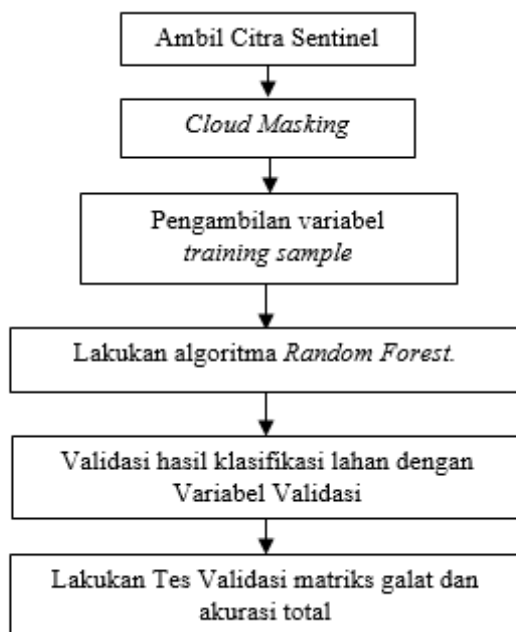 Ambil Citra Sentinel
Cloud Masking
Pengambilan variabel
training sample
Lakukan algoritma Random Forest.
Validasi hasil klasifikasi lahan dengan
Variabel Validasi
Lakukan Tes Validasi matriks galat dan
akurasi total